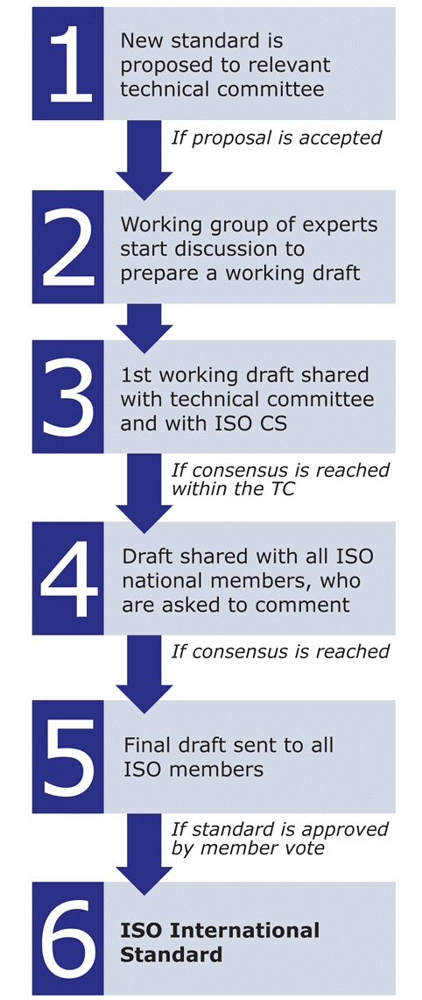 1
New standard is
proposed to relevant
technical committee
If proposal is accepted
2
Working group of experts
start discussion to
prepare a working draft
3
1st working draft shared
with technical committee
and with ISO CS
If consensus is reached
within the TC
4
Draft shared with all ISO
national members, who
are asked to comment
If consensus is reached
5
Final draft sent to all
ISO members
If standard is approved
by member vote
6
ISO International
Standard